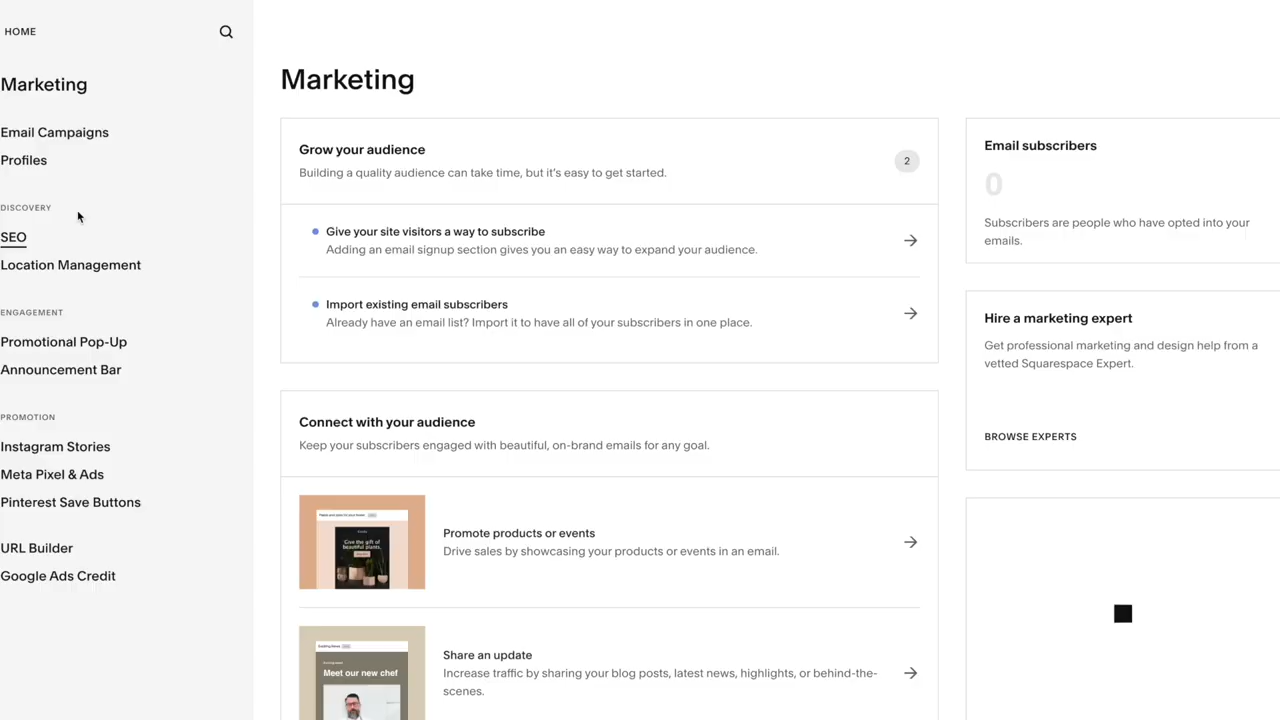 HOME
Marketing
Email Campaigns
Profiles
DISCOVERY
SEO
Location Management
ENGAGEMENT
Promotional Pop-Up
Announcement Bar
PROMOTION
Instagram Stories
Meta Pixel & Ads
Pinterest Save Buttons
URL Builder
Google Ads Credit
Marketing
Grow your audience
Building a quality audience can take time, but it's easy to get started.
2
Give your site visitors a way to subscribe
Adding an email signup section gives you an easy way to expand your audience.
Import existing email subscribers
Already have an email list? Import it to have all of your subscribers in one place.
Connect with your audience
Keep your subscribers engaged with beautiful, on-brand emails for any goal.
Give the gift of
beautiful plants.
Promote products or events
Drive sales by showcasing your products or events in an email.
Meet our new chef
Share an update
Increase traffic by sharing your blog posts, latest news, highlights, or behind-the-
scenes.
Email subscribers
0
Subscribers are people who have opted into your
emails.
Hire a marketing expert
Get professional marketing and design help from a
vetted Squarespace Expert.
BROWSE EXPERTS